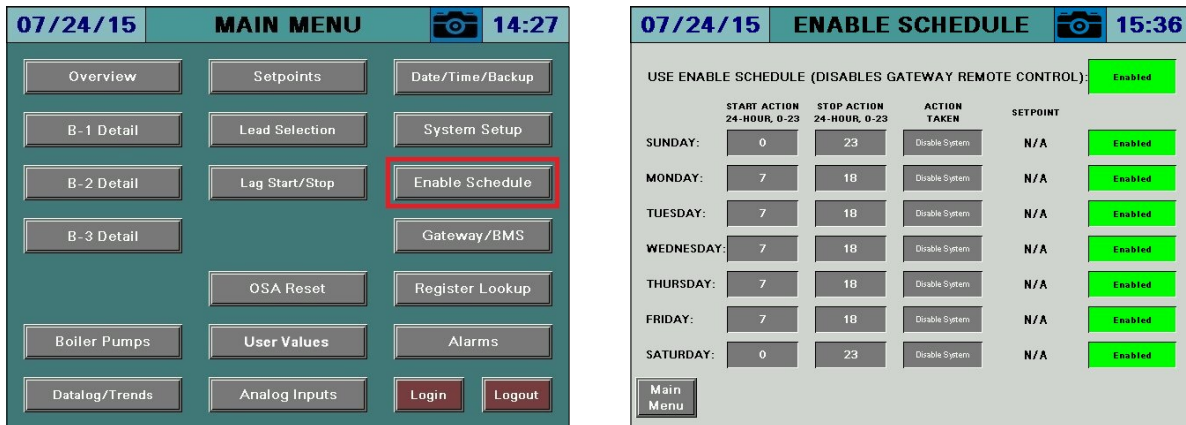 07/24/15 MAIN MENU 14:27
Overview Setpoints Date/Time/Backup
B-1 Detail Lead Selection System Setup
B-2 Detail Lag Start/Stop Enable Schedule
B-3 Detail Gateway/BMS
OSA Reset Register Lookup
Boiler Pumps User Values Alarms
Datalog/Trends Analog Inputs Login Logout
07/24/15 ENABLE SCHEDULE 15:36
USE ENABLE SCHEDULE (DISABLES GATEWAY REMOTE CONTROL): Enabled
START ACTION STOP ACTION ACTION
24-HOUR, 0-23 24-HOUR, 0-23 TAKEN SETPOINT
SUNDAY: 0 23 Disable System N/A Enabled
MONDAY: 7 18 Disable System N/A Enabled
TUESDAY: 7 18 Disable System N/A Enabled
WEDNESDAY: 7 18 Disable System N/A Enabled
THURSDAY: 7 18 Disable System N/A Enabled
FRIDAY: 7 18 Disable System N/A Enabled
SATURDAY: 0 23 Disable System N/A Enabled
Main
Menu